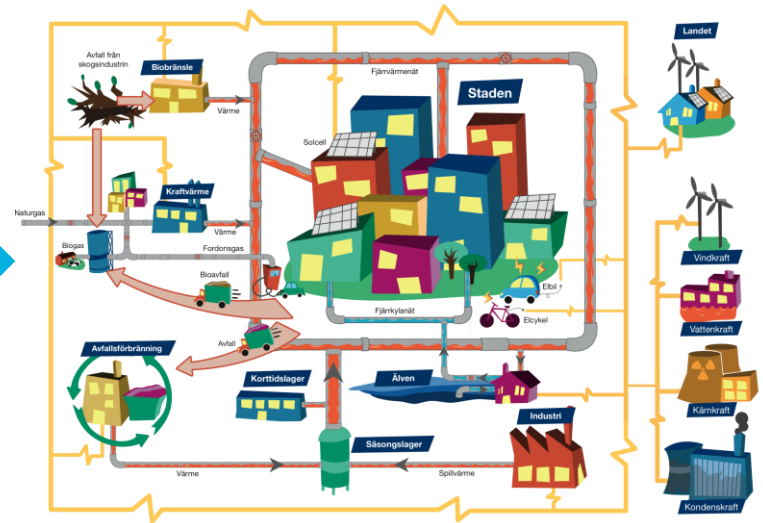 Avfall från
skogsindustrin
Biobränsle
Värme
Fjärrvärmenät
Staden
Landet
Solcell
Kraftvärme
Naturgas
Värme
Biogas
Fordonsgas
Bioavfall
Vindkraft
Elbil
Fjärrkylanät
Elcykel
Vattenkraft
Avfall
Avfallsförbränning
Korttidslager
Älven
Kärnkraft
Industri
Säsongslager
Värme
Spillvärme
Kondenskraft